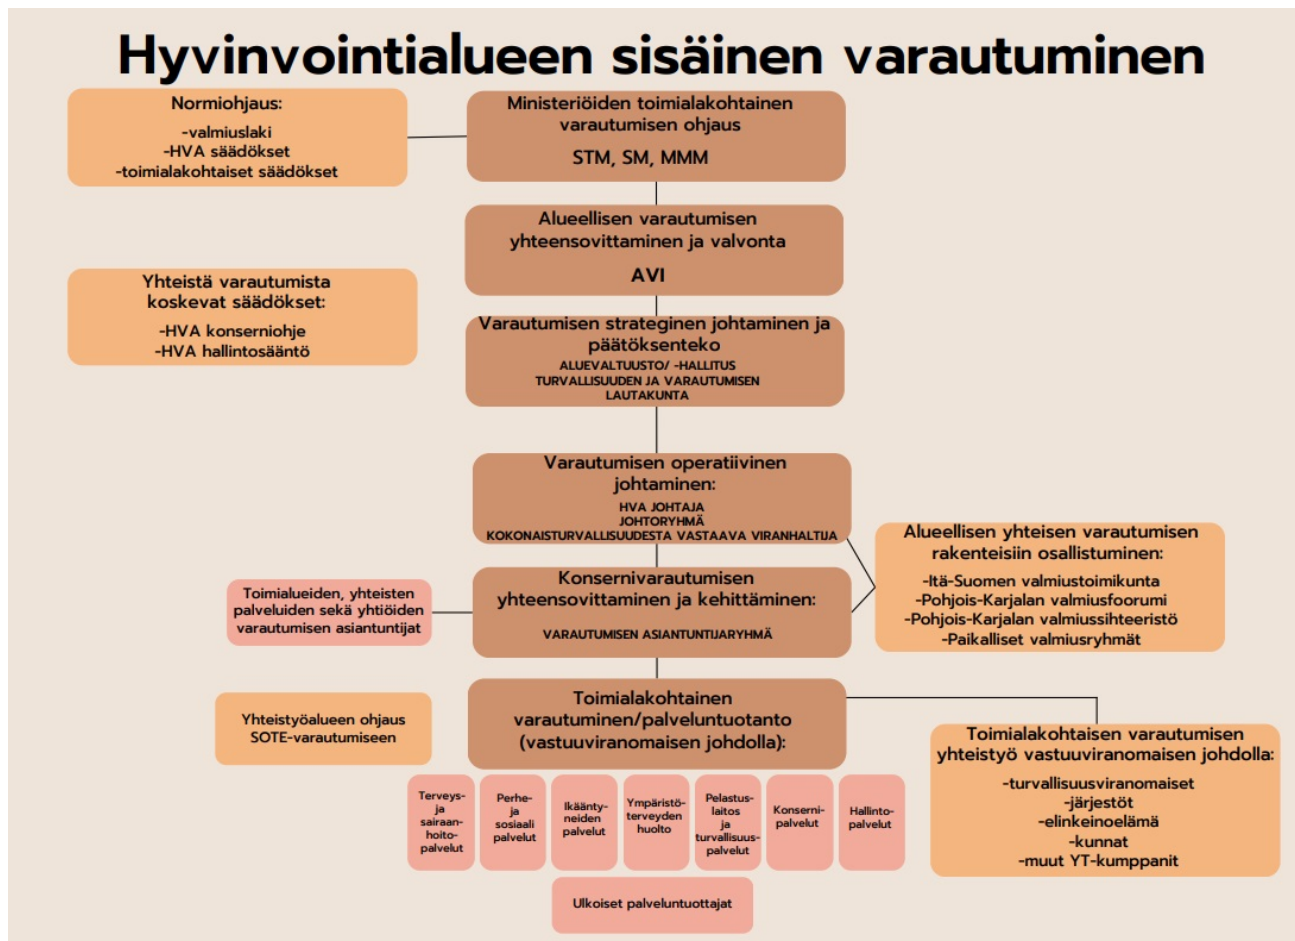 Hyvinvointialueen sisäinen varautuminen
Normiohjaus:
-valmiuslaki
-HVA säädökset
-toimialakohtaiset säädökset
Ministeriöiden toimialakohtainen
varautumisen ohjaus
STM, SM, MMM
Alueellisen varautumisen
yhteensovittaminen ja valvonta
AVI
Yhteistä varautumista
koskevat säädökset:
-HVA konserniohje
-HVA hallintosääntö
Varautumisen strateginen johtaminen ja
päätöksenteko
ALUEVALTUUSTO/ -HALLITUS
TURVALLISUUDEN JA VARAUTUMISEN
LAUTAKUNTA
Varautumisen operatiivinen
johtaminen:
HVA JOHTAJA
JOHTORYHMÄ
KOKONAISTURVALLISUUDESTA VASTAAVA VIRANHALTIJA
Alueellisen yhteisen varautumisen
rakenteisiin osallistuminen:
-Itä-Suomen valmiustoimikunta
-Pohjois-Karjalan valmiusfoorumi
-Pohjois-Karjalan valmiussihteeristö
-Paikalliset valmiusryhmät
Toimialueiden, yhteisten
palveluiden sekä yhtiöiden
varautumisen asiantuntijat
Konsernivarautumisen
yhteensovittaminen ja kehittäminen:
VARAUTUMISEN ASIANTUNTIJARYHMÄ
Yhteistyöalueen ohjaus
SOTE-varautumiseen
Toimialakohtainen
varautuminen/palveluntuotanto
(vastuuviranomaisen johdolla):
Toimialakohtaisen varautumisen
yhteistyö vastuuviranomaisen johdolla:
-turvallisuusviranomaiset
-järjestöt
-elinkeinoelämä
-kunnat
-muut YT-kumppanit
Terveys-
ja
sairaan-
hoito-
palvelut
Perhe-
ja
sosiaali
palvelut
Ikäänty-
neiden
palvelut
Ympäristö-
terveyden
huolto
Pelastus-
laitos
ja
turvallisuus-
palvelut
Konserni-
palvelut
Hallinto-
palvelut
Ulkoiset palveluntuottajat